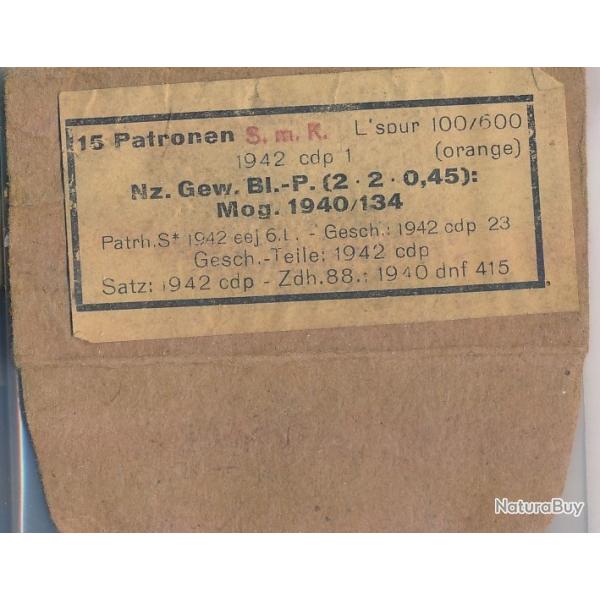 15 Patronen S. m. K. L'spur 100/600
1942 cdp 1 (orange)
Nz. Gew. Bl.-P. (2·2·0,45):
Mog. 1940/134
Patrh.S* 1942 eej 6.L. - Gesch.: 1942 cdp 23
Gesch.-Teile: 1942 cdp
Satz: 1942 cdp - Zdh.88.: 1940 dnf 415
NaturaBuy